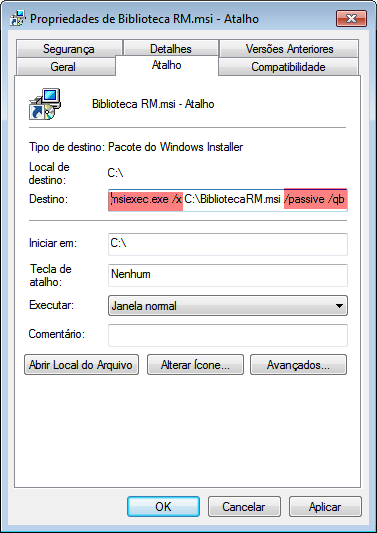 Propriedades de Biblioteca RM.msi - Atalho
Segurança Detalhes Versões Anteriores
Geral Atalho Compatibilidade
Biblioteca RM.msi - Atalho
Tipo de destino: Pacote do Windows Installer
Local de destino: C:\
Destino: msiexec.exe /x C:\BibliotecaRM.msi /passive /qb
Iniciar em: C:\
Tecla de atalho: Nenhum
Executar: Janela normal
Comentário:
Abrir Local do Arquivo Alterar Ícone... Avançados...
OK Cancelar Aplicar